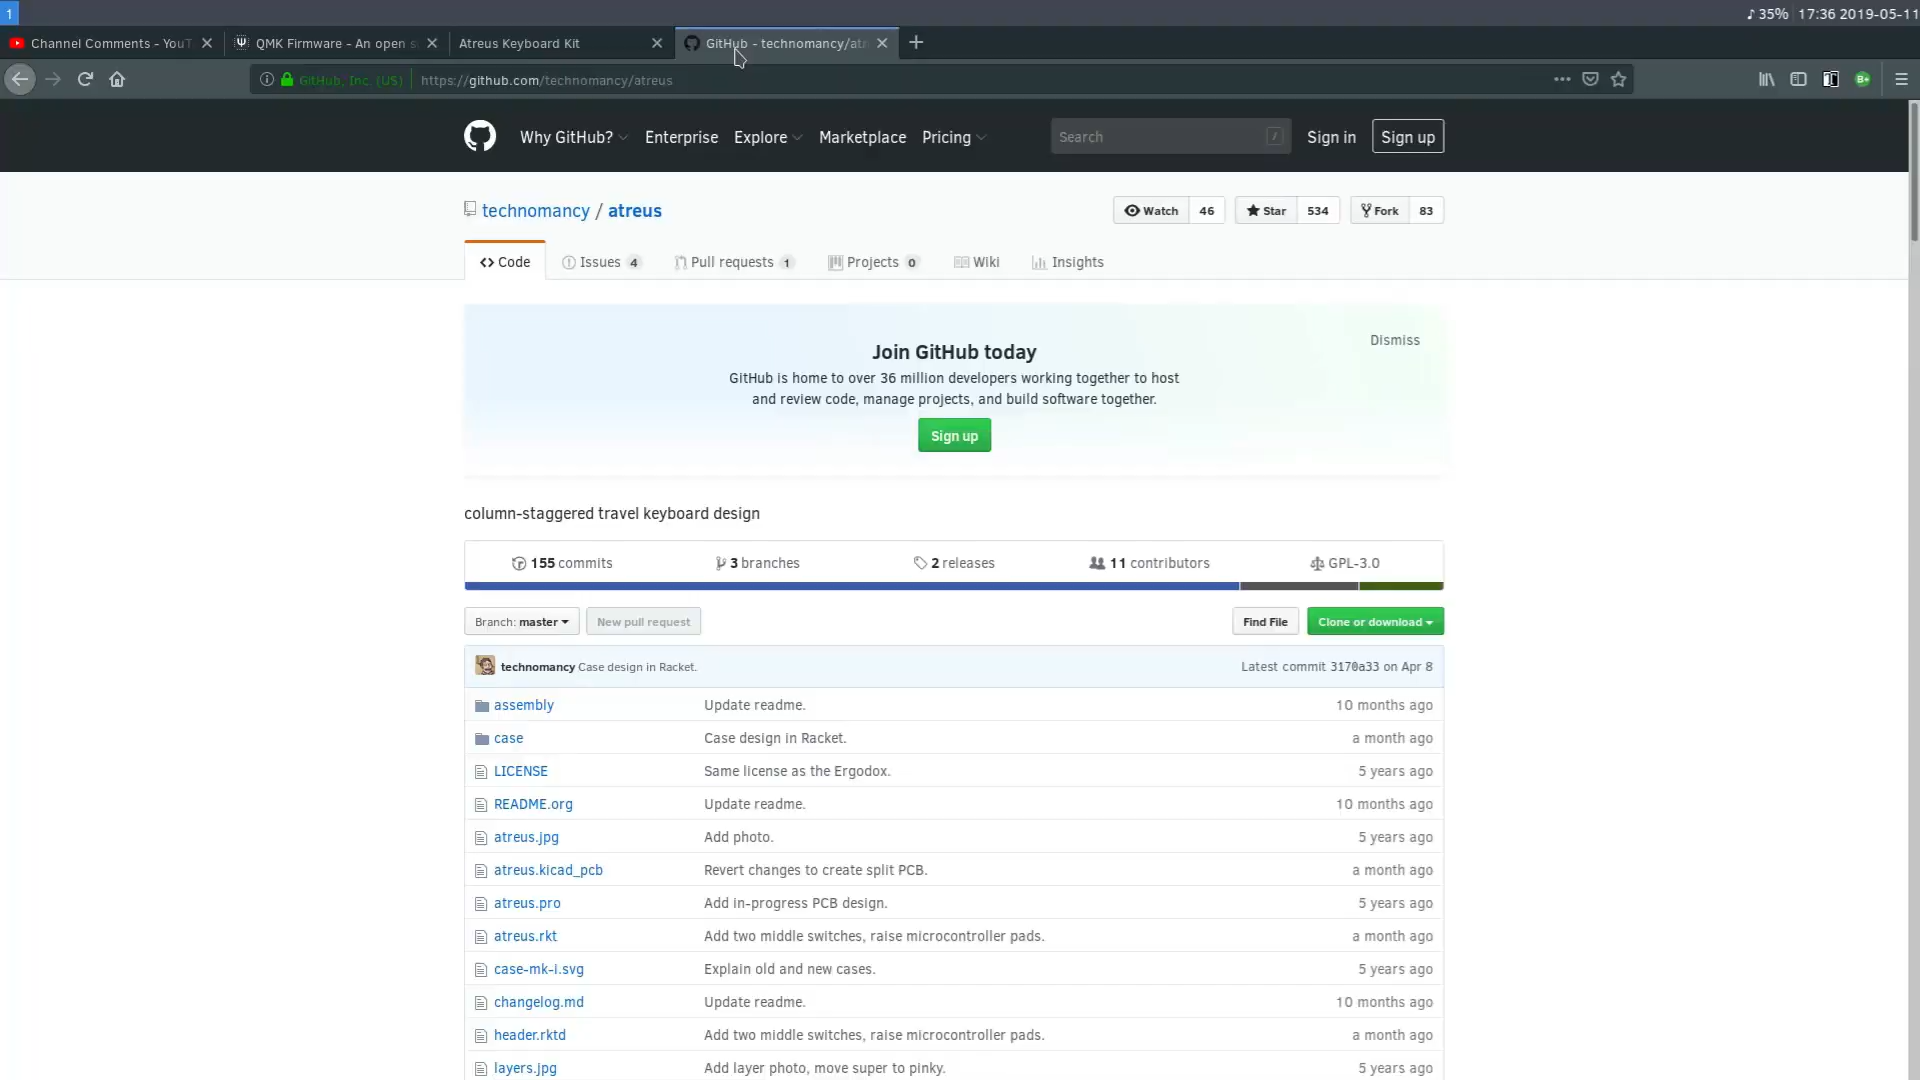 1
♪ 35% 17:36 2019-05-11
Channel Comments - YouT
QMK Firmware - An open s
Atreus Keyboard Kit
GitHub - technomancy/atr
GitHub, Inc. (US) https://github.com/technomancy/atreus
Why GitHub? Enterprise Explore Marketplace Pricing Search / Sign in Sign up
technomancy / atreus
Watch 46 Star 534 Fork 83
Code Issues 4 Pull requests 1 Projects 0 Wiki Insights
Dismiss
Join GitHub today
GitHub is home to over 36 million developers working together to host
and review code, manage projects, and build software together.
Sign up
column-staggered travel keyboard design
155 commits 3 branches 2 releases 11 contributors GPL-3.0
Branch: master New pull request Find File Clone or download
technomancy Case design in Racket. Latest commit 3170a33 on Apr 8
assembly Update readme. 10 months ago
case Case design in Racket. a month ago
LICENSE Same license as the Ergodox. 5 years ago
README.org Update readme. 10 months ago
atreus.jpg Add photo. 5 years ago
atreus.kicad_pcb Revert changes to create split PCB. a month ago
atreus.pro Add in-progress PCB design. 5 years ago
atreus.rkt Add two middle switches, raise microcontroller pads. a month ago
case-mk-i.svg Explain old and new cases. 5 years ago
changelog.md Update readme. 10 months ago
header.rktd Add two middle switches, raise microcontroller pads. a month ago
layers.jpg Add layer photo, move super to pinky. 5 years ago